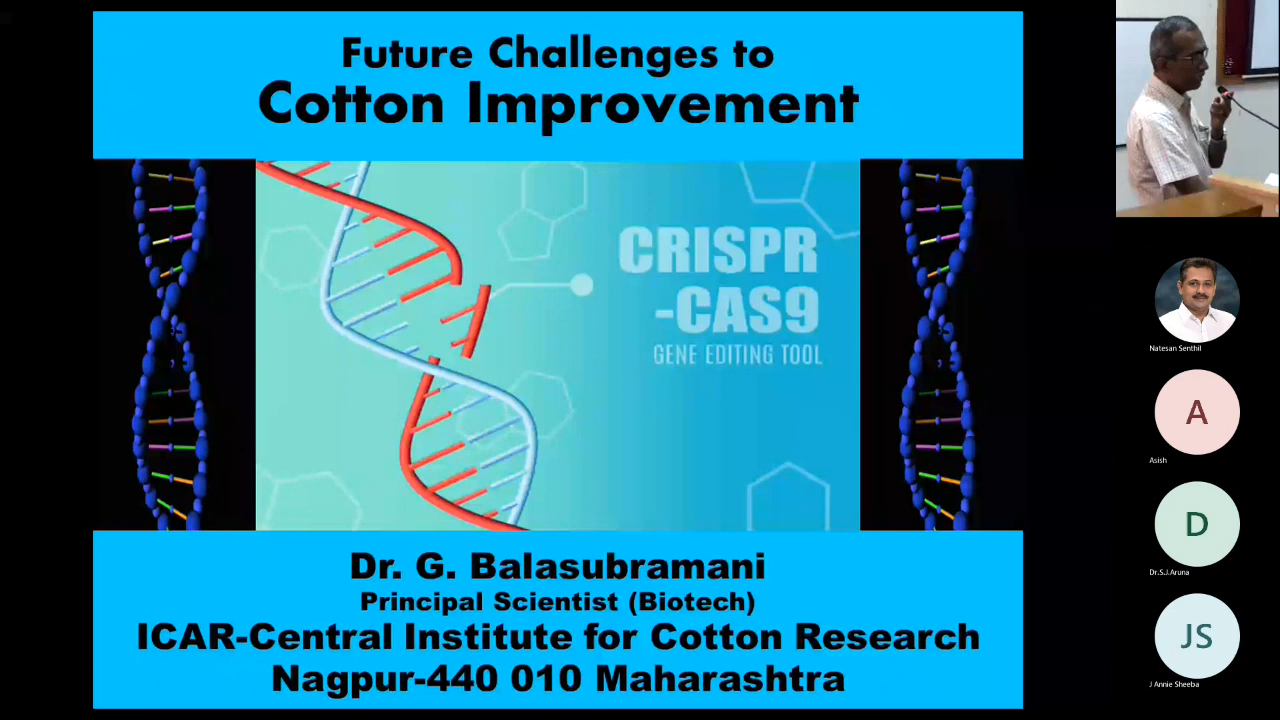 Future Challenges to
Cotton Improvement
CRISPR
-CAS9
GENE EDITING TOOL
Dr. G. Balasubramani
Principal Scientist (Biotech)
ICAR-Central Institute for Cotton Research
Nagpur-440 010 Maharashtra
Natesan Senthil
A
Asish
D
Dr.S.J.Aruna
JS
J Annie Sheeba